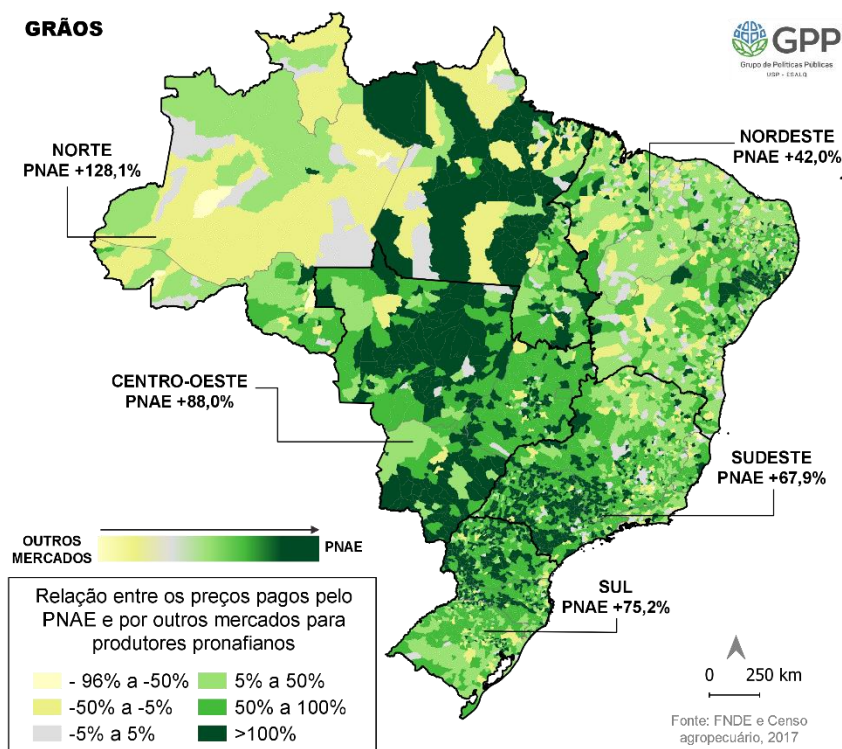 GRÃOS
GPP
Grupo de Políticas Públicas
USP - ESALQ
NORTE
PNAE +128,1%
NORDESTE
PNAE +42,0%
CENTRO-OESTE
PNAE +88,0%
SUDESTE
PNAE +67,9%
SUL
PNAE +75,2%
OUTROS
MERCADOS
PNAE
Relação entre os preços pagos pelo
PNAE e por outros mercados para
produtores pronafianos
- 96% a -50%
-50% a -5%
-5% a 5%
5% a 50%
50% a 100%
>100%
0 250 km
Fonte: FNDE e Censo
agropecuário, 2017